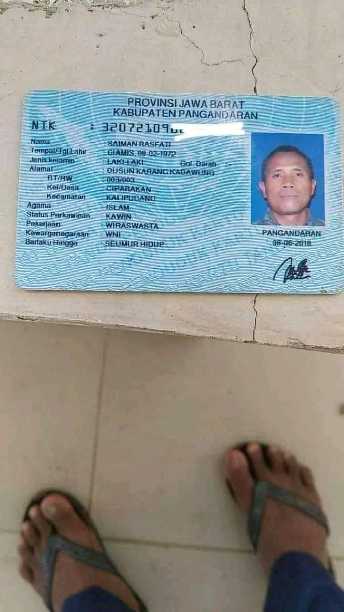 PROVINSI JAWA BARAT
KABUPATEN PANGANDARAN
NIK : 320721098
Nama : SAIMAN RASFATI
Tempat/Tgl Lahir : CIAMIS, 08-02-1972
Jenis kelamin : LAKI-LAKI Gol. Darah
Alamat : DUSUN KARANG KADAWUNG
RT/RW : 003/003
Kel/Desa : CIPARAKAN
Kecamatan : KALIPUCANG
Agama : ISLAM
Status Perkawinan : KAWIN
Pekerjaan : WIRASWASTA
Kewarganegaraan : WNI
Berlaku Hingga : SEUMUR HIDUP
PANGANDARAN
08-06-2018